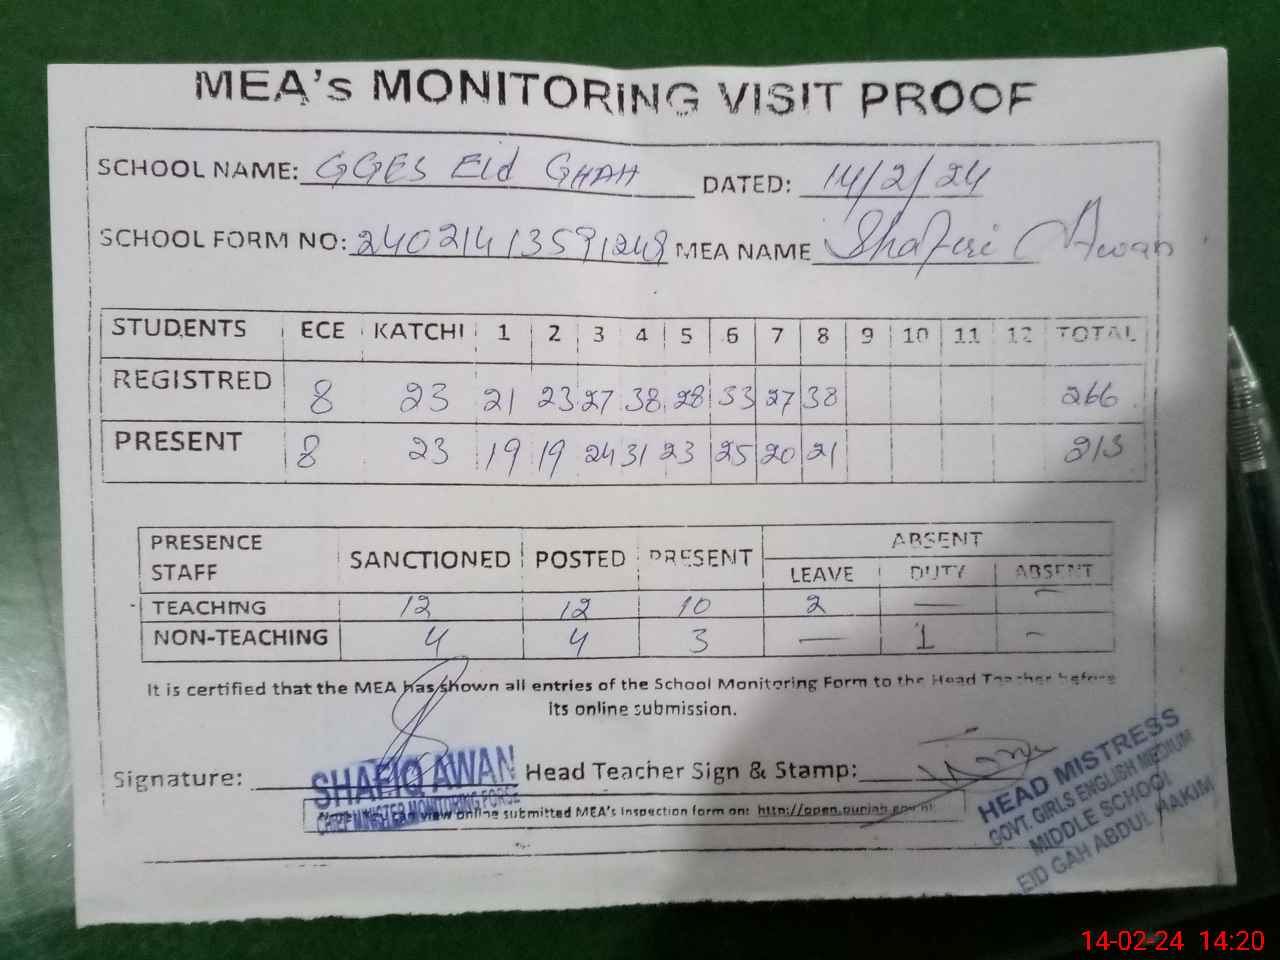 MEA's MONITORING VISIT PROOF
SCHOOL NAME: GGES Eid GHAH DATED: 14/2/24
SCHOOL FORM NO: 24021413591249 MEA NAME Shafiq Awan
STUDENTS ECE KATCHI 1 2 3 4 5 6 7 8 9 10 11 12 TOTAL
REGISTRED 8 23 21 23 27 38 28 33 27 38 266
PRESENT 8 23 19 19 24 31 23 25 20 21 213
PRESENCE STAFF SANCTIONED POSTED PRESENT ABSENT
LEAVE DUTY ABSENT
TEACHING 12 12 10 2 — –
NON-TEACHING 4 4 3 — 1 –
It is certified that the MEA has shown all entries of the School Monitoring Form to the Head Teacher before
its online submission.
Signature: SHAFIQ AWAN Head Teacher Sign & Stamp:
CHIEF MINISTER MONITORING FORCE
can view online submitted MEA's Inspection form on: http://open.punjab.gov.pk
HEAD MISTRESS
GOVT. GIRLS ENGLISH MEDIUM
MIDDLE SCHOOL
EID GAH ABDUL HAKIM
14-02-24 14:20